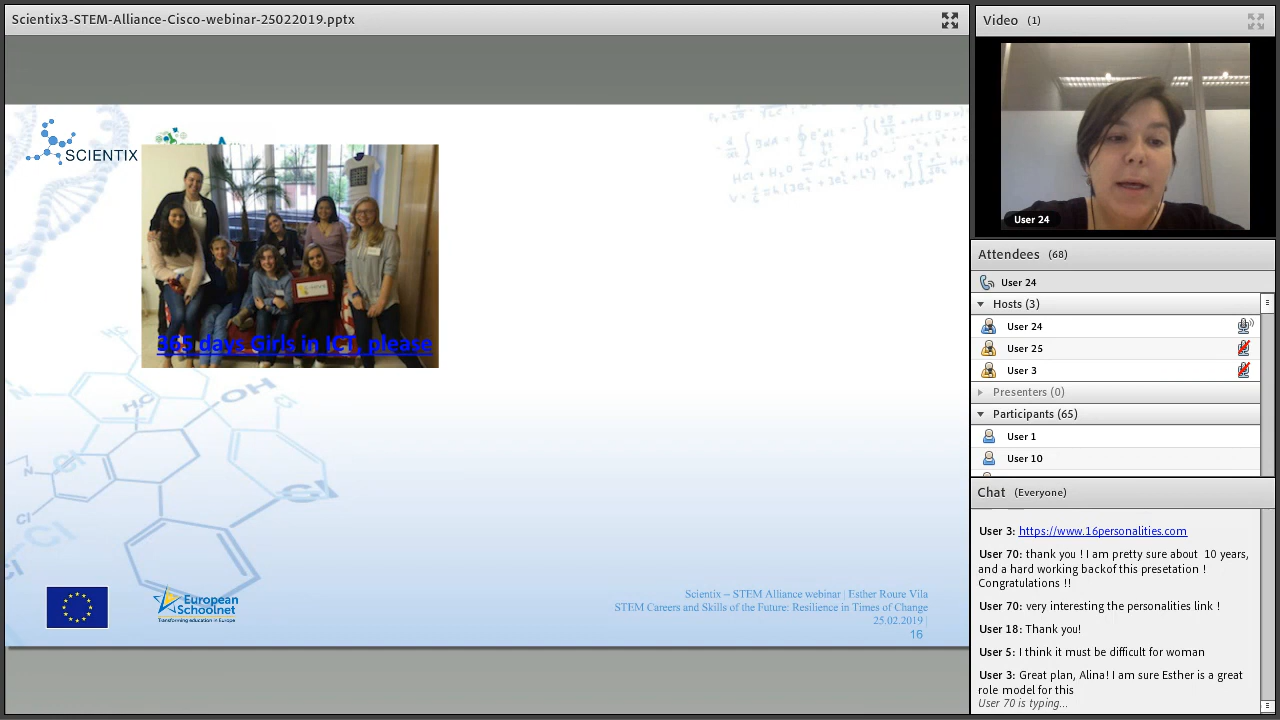 Scientix3-STEM-Alliance-Cisco-webinar-25022019.pptx
SCIENTIX
365 days Girls in ICT, please
European
Schoolnet
Transforming education in Europe
Scientix – STEM Alliance webinar | Esther Roure Vila
STEM Careers and Skills of the Future: Resilience in Times of Change
25.02.2019 |
16
Video (1)
User 24
Attendees (68)
User 24
Hosts (3)
User 24
User 25
User 3
Presenters (0)
Participants (65)
User 1
User 10
Chat (Everyone)
User 3: https://www.16personalities.com
User 70: thank you ! I am pretty sure about 10 years,
and a hard working backof this presetation !
Congratulations !!
User 70: very interesting the personalities link !
User 18: Thank you!
User 5: I think it must be difficult for woman
User 3: Great plan, Alina! I am sure Esther is a great
role model for this
User 70 is typing...